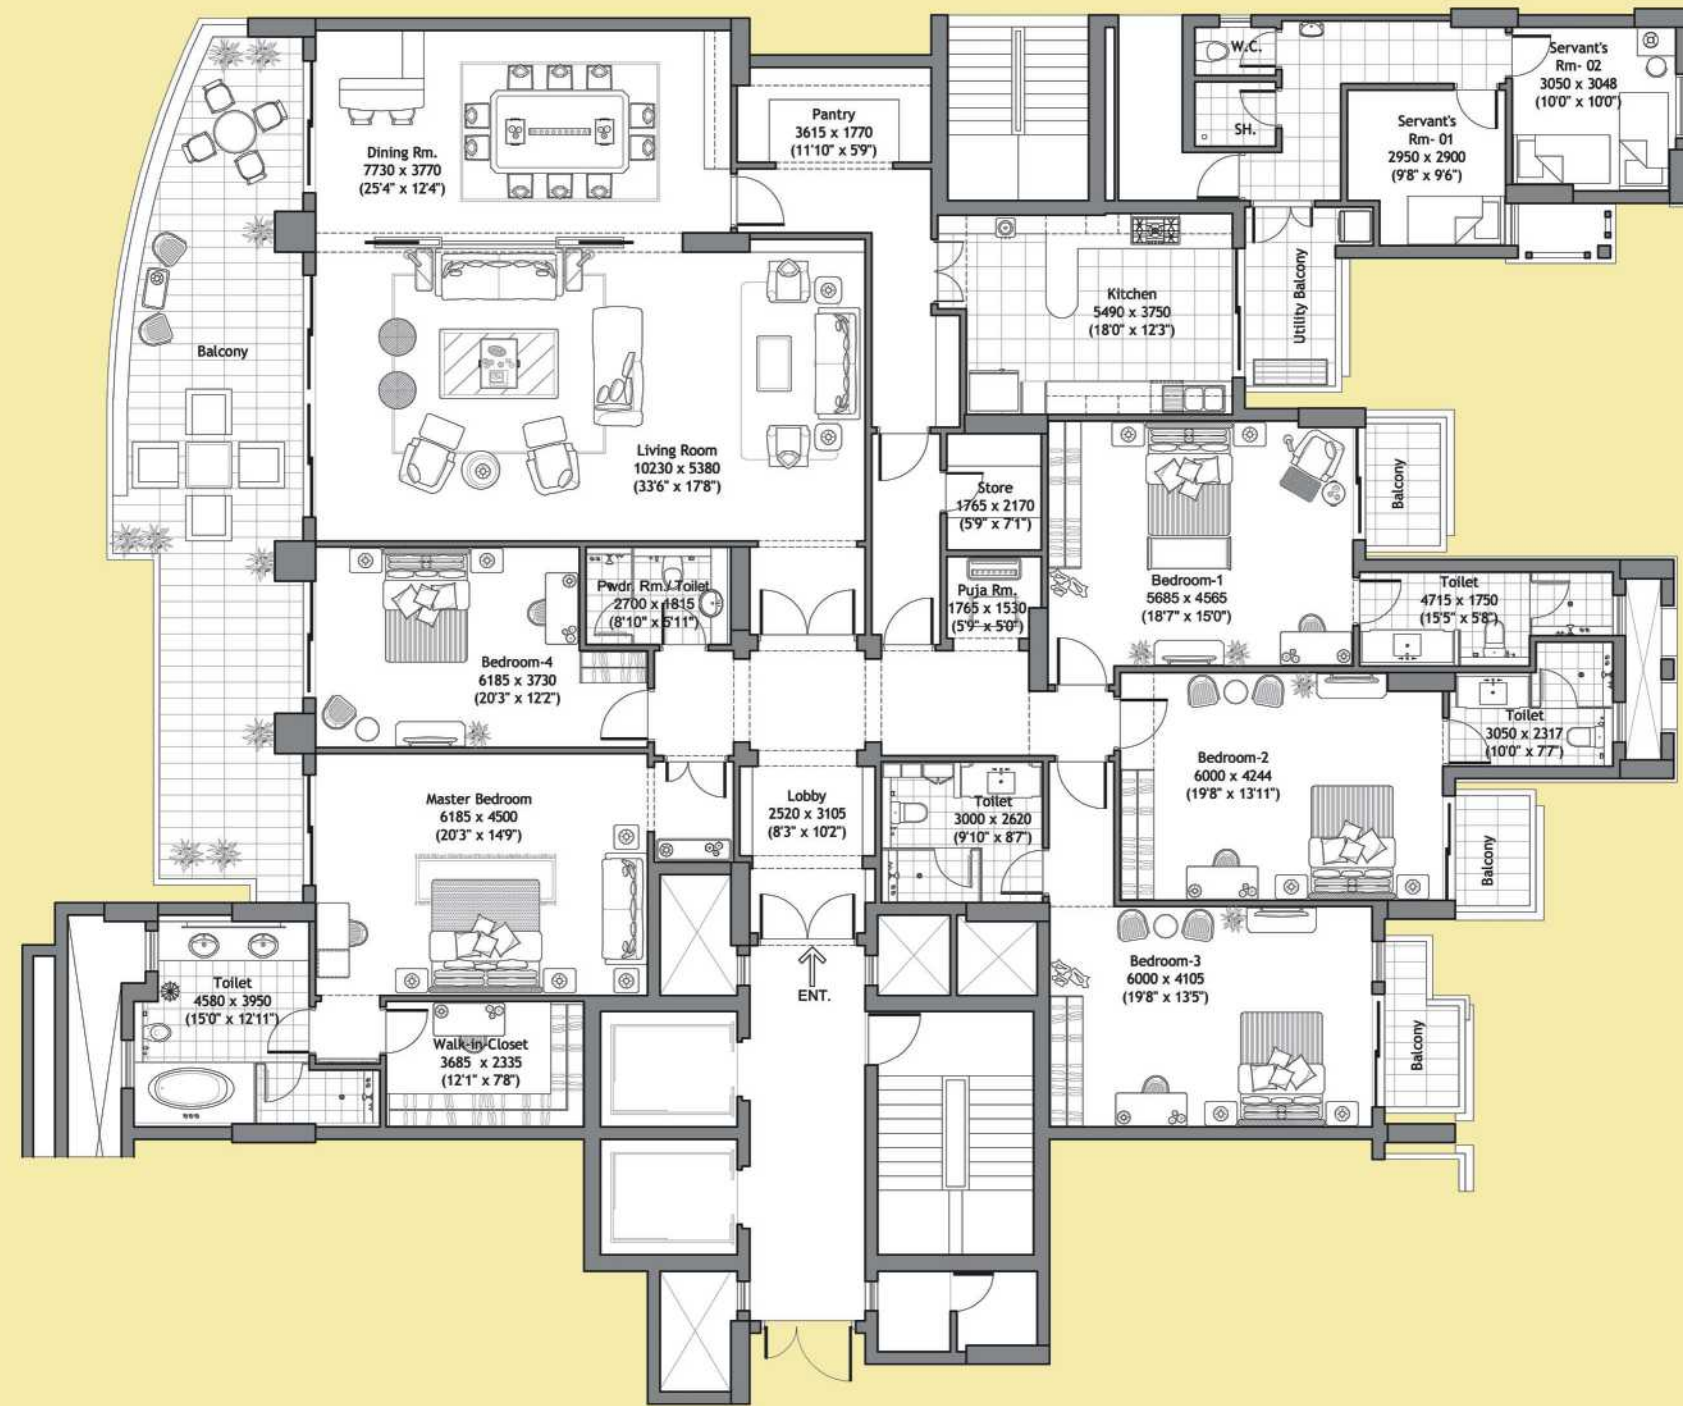 W.C.
SH.
Servant's
Rm- 02
3050 x 3048
(10'0" x 10'0")
Servant's
Rm- 01
2950 x 2900
(9'8" x 9'6")
Pantry
3615 x 1770
(11'10" x 5'9")
Dining Rm.
7730 x 3770
(25'4" x 12'4")
Balcony
Kitchen
5490 x 3750
(18'0" x 12'3")
Utility Balcony
Living Room
10230 x 5380
(33'6" x 17'8")
Store
1765 x 2170
(5'9" x 7'1")
Balcony
Pwdr. Rm./ Toilet
2700 x 1815
(8'10" x 5'11")
Puja Rm.
1765 x 1530
(5'9" x 5'0")
Bedroom-1
5685 x 4565
(18'7" x 15'0")
Toilet
4715 x 1750
(15'5" x 5'8")
Bedroom-4
6185 x 3730
(20'3" x 12'2")
Toilet
3050 x 2317
(10'0" x 7'7")
Bedroom-2
6000 x 4244
(19'8" x 13'11")
Master Bedroom
6185 x 4500
(20'3" x 14'9")
Lobby
2520 x 3105
(8'3" x 10'2")
Toilet
3000 x 2620
(9'10" x 8'7")
Balcony
Toilet
4580 x 3950
(15'0" x 12'11")
ENT.
Bedroom-3
6000 x 4105
(19'8" x 13'5")
Balcony
Walk-in-Closet
3685 x 2335
(12'1" x 7'8")